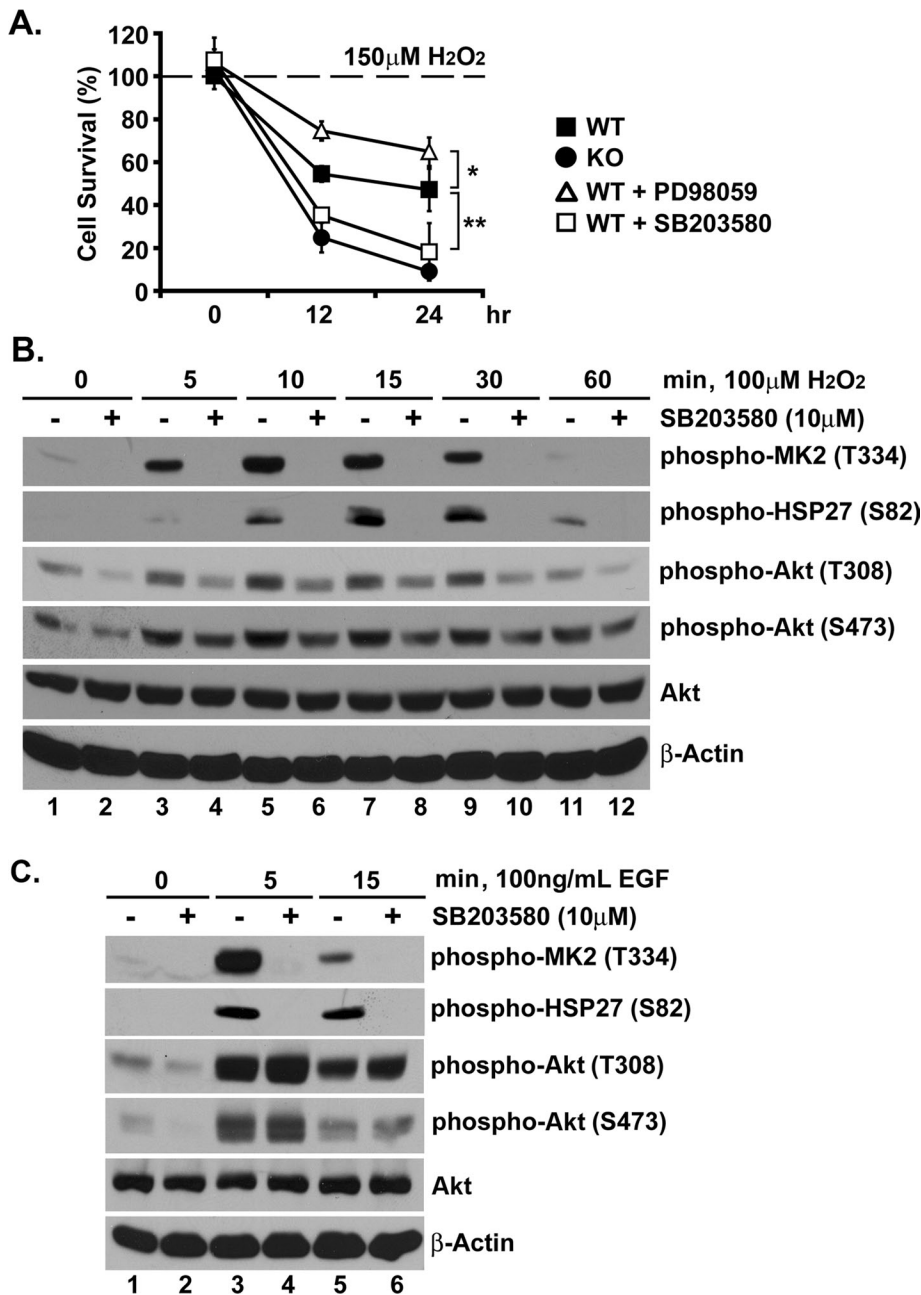 A.
120
100
80
60
40
20
0
Cell Survival (%)
150μM H2O2
*
**
0 12 24 hr
WT
KO
WT + PD98059
WT + SB203580
B.
0 5 10 15 30 60 min, 100μM H2O2
- + - + - + - + - + - + SB203580 (10μM)
phospho-MK2 (T334)
phospho-HSP27 (S82)
phospho-Akt (T308)
phospho-Akt (S473)
Akt
β-Actin
1 2 3 4 5 6 7 8 9 10 11 12
C.
0 5 15 min, 100ng/mL EGF
- + - + - + SB203580 (10μM)
phospho-MK2 (T334)
phospho-HSP27 (S82)
phospho-Akt (T308)
phospho-Akt (S473)
Akt
β-Actin
1 2 3 4 5 6